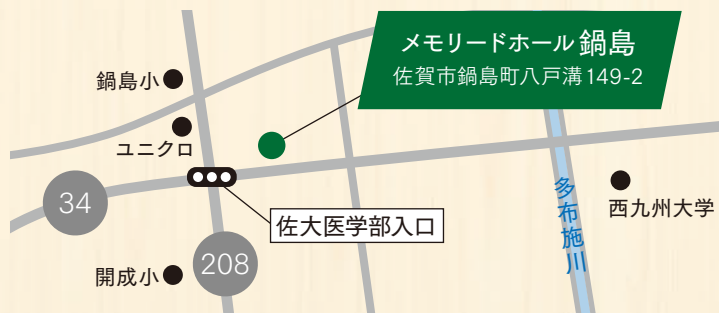 メモリードホール 鍋島
佐賀市鍋島町八戸溝149-2
鍋島小
ユニクロ
34
佐大医学部入口
多布施川
西九州大学
208
開成小